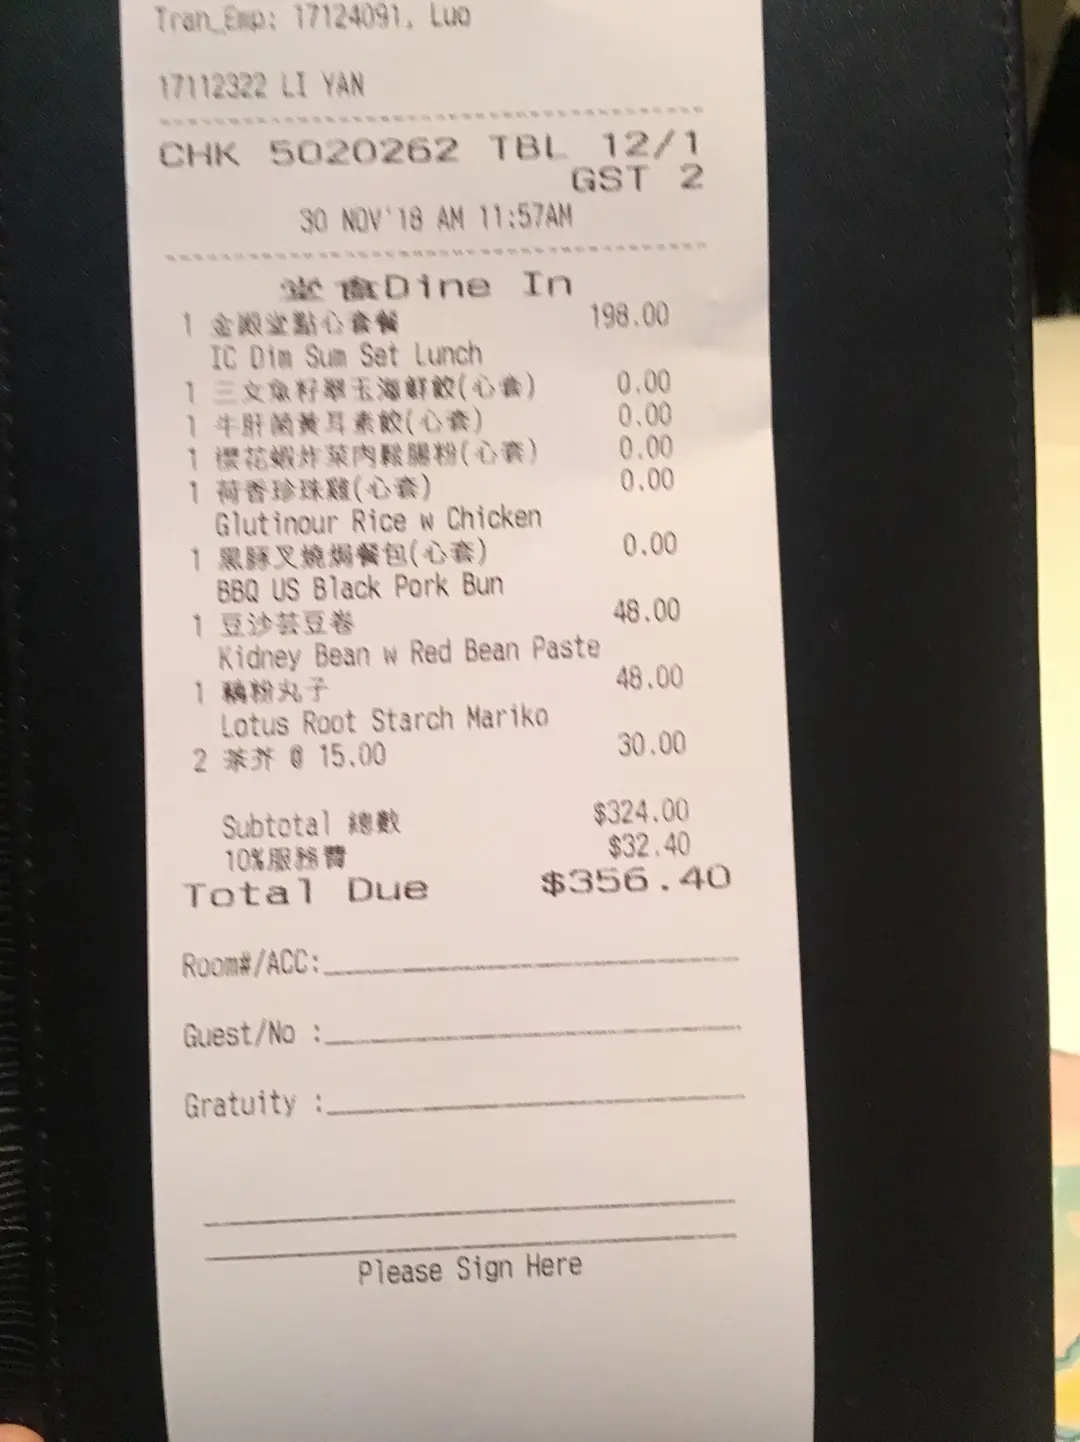 Tran_Emp: 17124091, Luo
17112322 LI YAN
CHK 5020262 TBL 12/1
GST 2
30 NOV'18 AM 11:57AM
堂食Dine In
1 金殿堂點心套餐 198.00
IC Dim Sum Set Lunch
1 三文魚籽翠玉海鮮餃(心套) 0.00
1 牛肝菌黃耳素餃(心套) 0.00
1 櫻花蝦炸菜肉鬆腸粉(心套) 0.00
1 荷香珍珠雞(心套) 0.00
Glutinour Rice w Chicken
1 黑豚叉燒焗餐包(心套) 0.00
BBQ US Black Pork Bun
1 豆沙芸豆卷 48.00
Kidney Bean w Red Bean Paste
1 藕粉丸子 48.00
Lotus Root Starch Mariko
2 茶芥 @ 15.00 30.00
Subtotal 總數 $324.00
10%服務費 $32.40
Total Due $356.40
Room#/ACC:
Guest/No :
Gratuity :
Please Sign Here